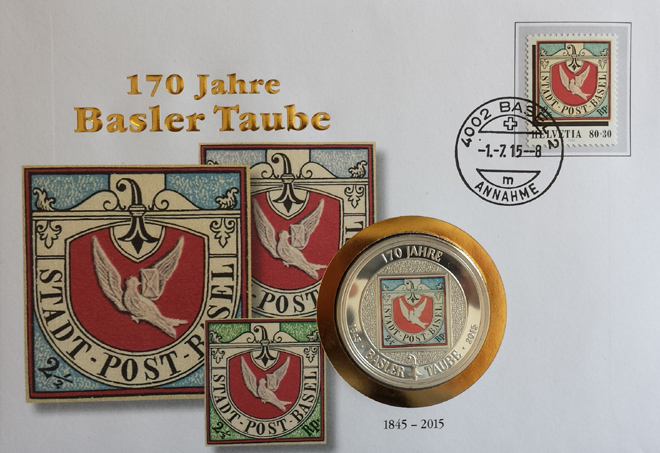 170 Jahre
Basler Taube
HELVETIA 80+30
STADT-POST-BASEL
Rp.
4002 BASEL 2
-1.-7.15--8
m
ANNAHME
STADT-POST-BASEL
2½
STADT-POST-BASEL
STADT-POST-BASEL
2½ Rp.
170 JAHRE
1845 · BASLER TAUBE · 2015
1845 – 2015